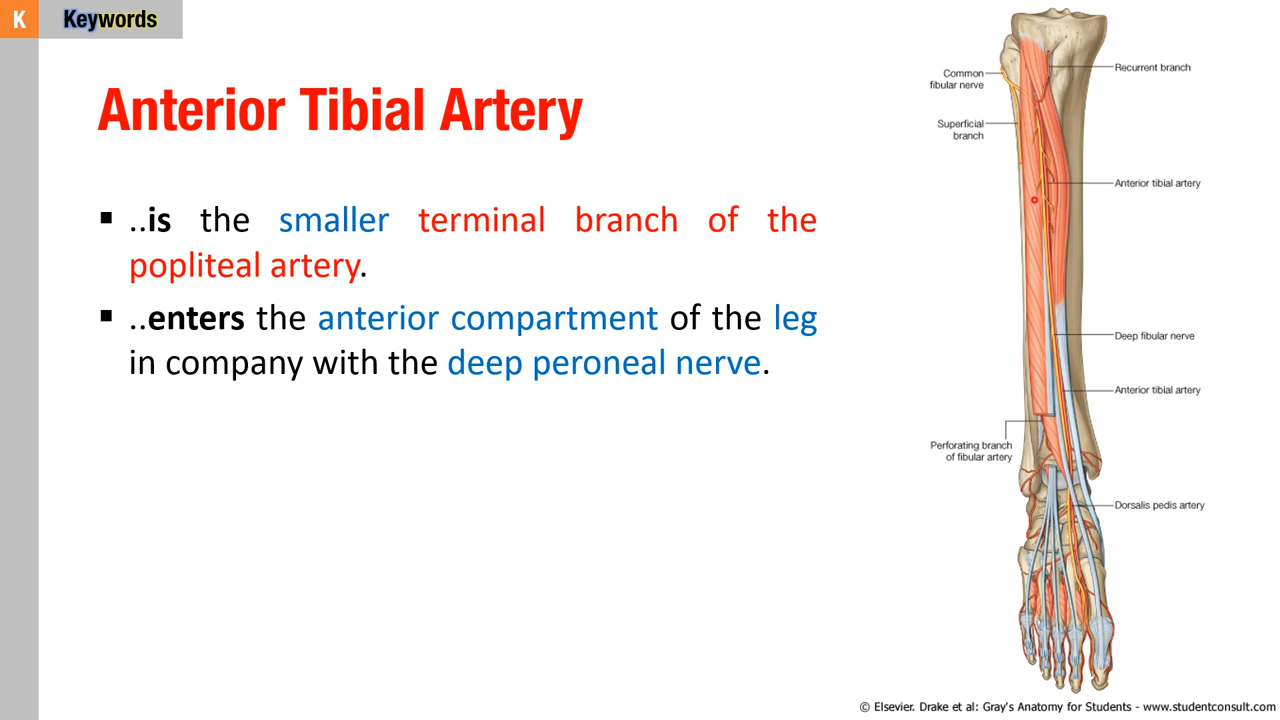 K Keywords
Anterior Tibial Artery
▪ ..is the smaller terminal branch of the
popliteal artery.
▪ ..enters the anterior compartment of the leg
in company with the deep peroneal nerve.
Common
fibular nerve
Superficial
branch
Recurrent branch
Anterior tibial artery
Deep fibular nerve
Anterior tibial artery
Perforating branch
of fibular artery
Dorsalis pedis artery
© Elsevier. Drake et al: Gray's Anatomy for Students - www.studentconsult.com